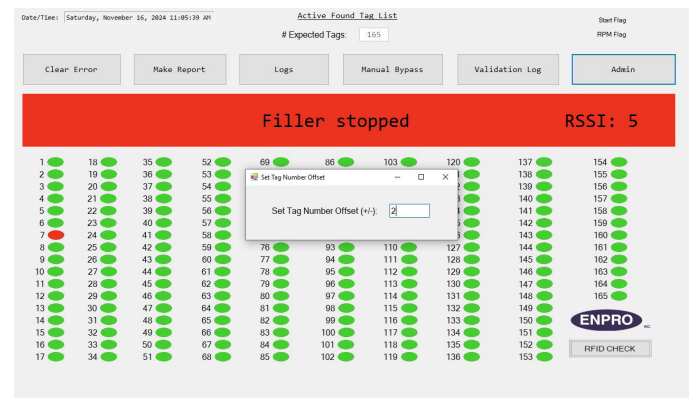 Date/Time: Saturday, November 16, 2024 11:05:39 AM
Active Found Tag List
# Expected Tags: 165
Start Flag
RPM Flag
Clear Error Make Report Logs Manual Bypass Validation Log Admin
Filler stopped RSSI: 5
1 18 35 52 69 86 103 120 137 154
2 19 36 53 138 155
3 20 37 54 139 156
4 21 38 55 140 157
5 22 39 56 141 158
6 23 40 57 142 159
7 24 41 58 143 160
8 25 42 59 76 93 110 127 144 161
9 26 43 60 77 94 111 128 145 162
10 27 44 61 78 95 112 129 146 163
11 28 45 62 79 96 113 130 147 164
12 29 46 63 80 97 114 131 148 165
13 30 47 64 81 98 115 132 149
14 31 48 65 82 99 116 133 150
15 32 49 66 83 100 117 134 151
16 33 50 67 84 101 118 135 152
17 34 51 68 85 102 119 136 153
Set Tag Number Offset
Set Tag Number Offset (+/-): 2
ENPRO INC.
RFID CHECK